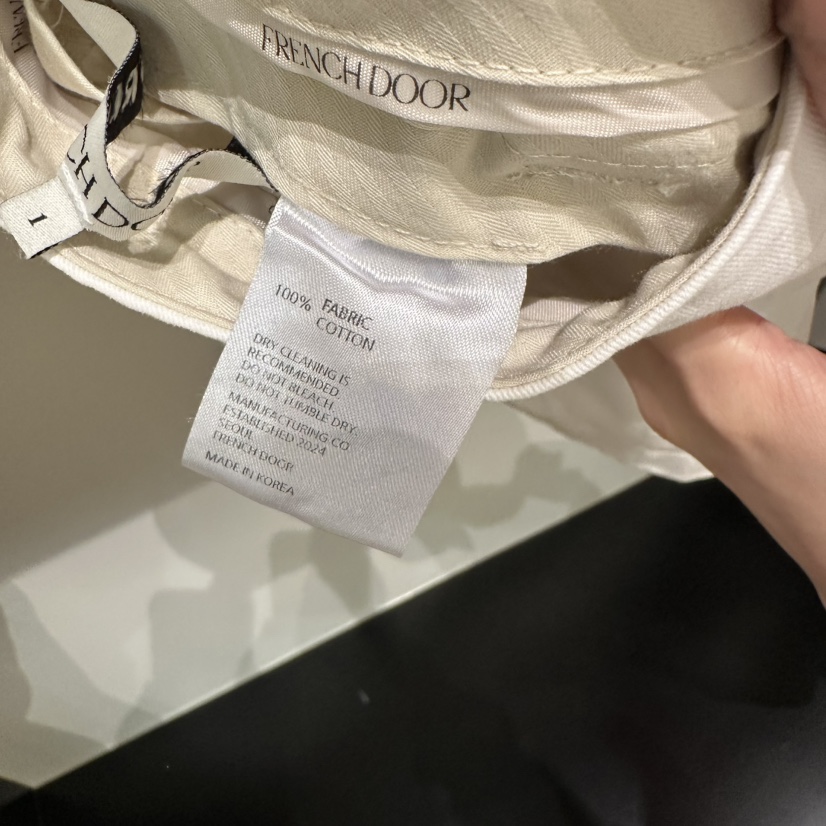 FRENCH DOOR
CH D
1
FABRIC
100% COTTON
DRY CLEANING IS
RECOMMENDED
DO NOT BLEACH.
DO NOT TUMBLE DRY.
MANUFACTURING CO
ESTABLISHED 2024
SEOUL
FRENCH DOOR
MADE IN KOREA